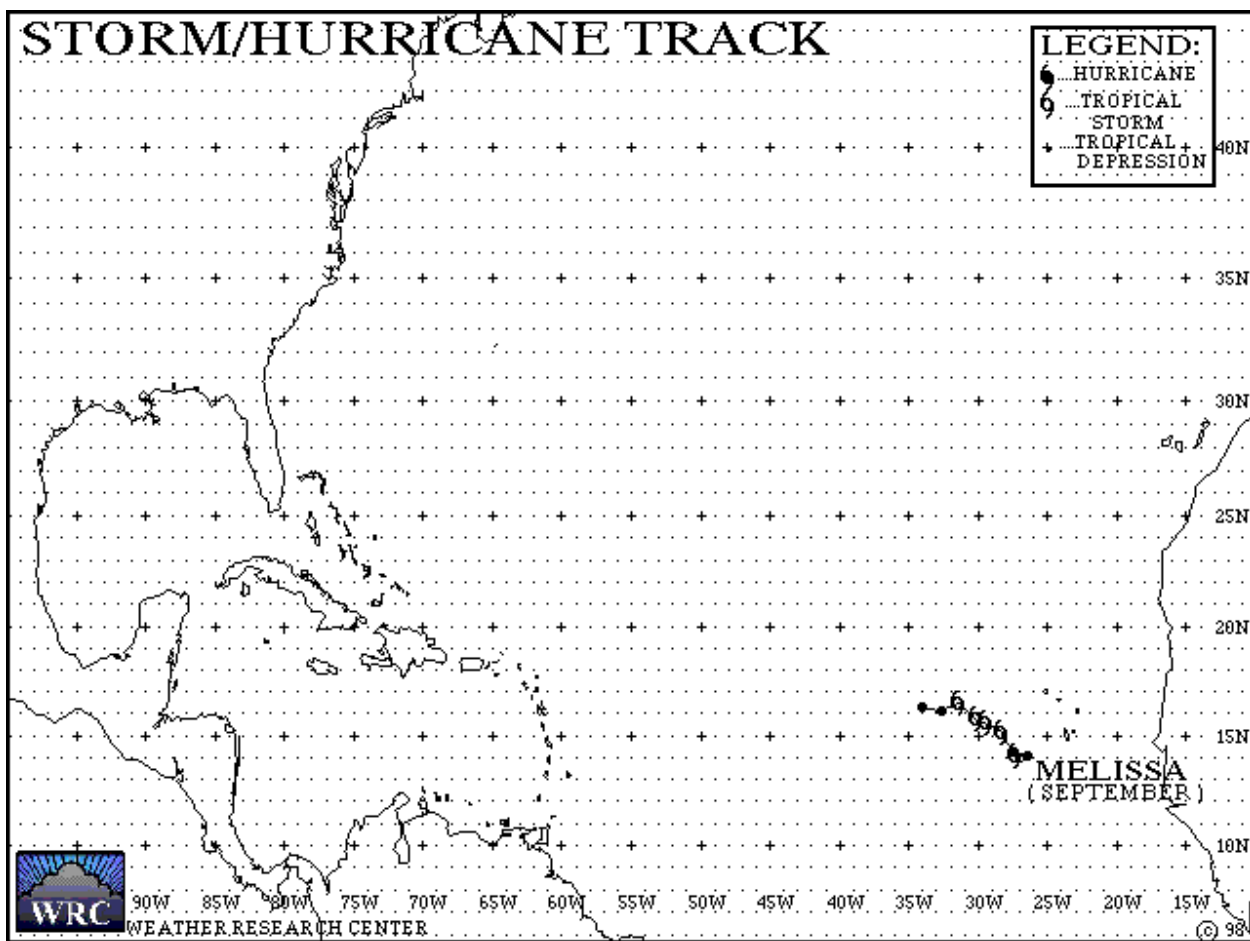 STORM/HURRICANE TRACK
LEGEND:
....HURRICANE
....TROPICAL
STORM
....TROPICAL
DEPRESSION
40N
35N
30N
25N
20N
15N
MELISSA
(SEPTEMBER)
10N
90W 85W 80W 75W 70W 65W 60W 55W 50W 45W 40W 35W 30W 25W 20W 15W
WRC
WEATHER RESEARCH CENTER
© 98